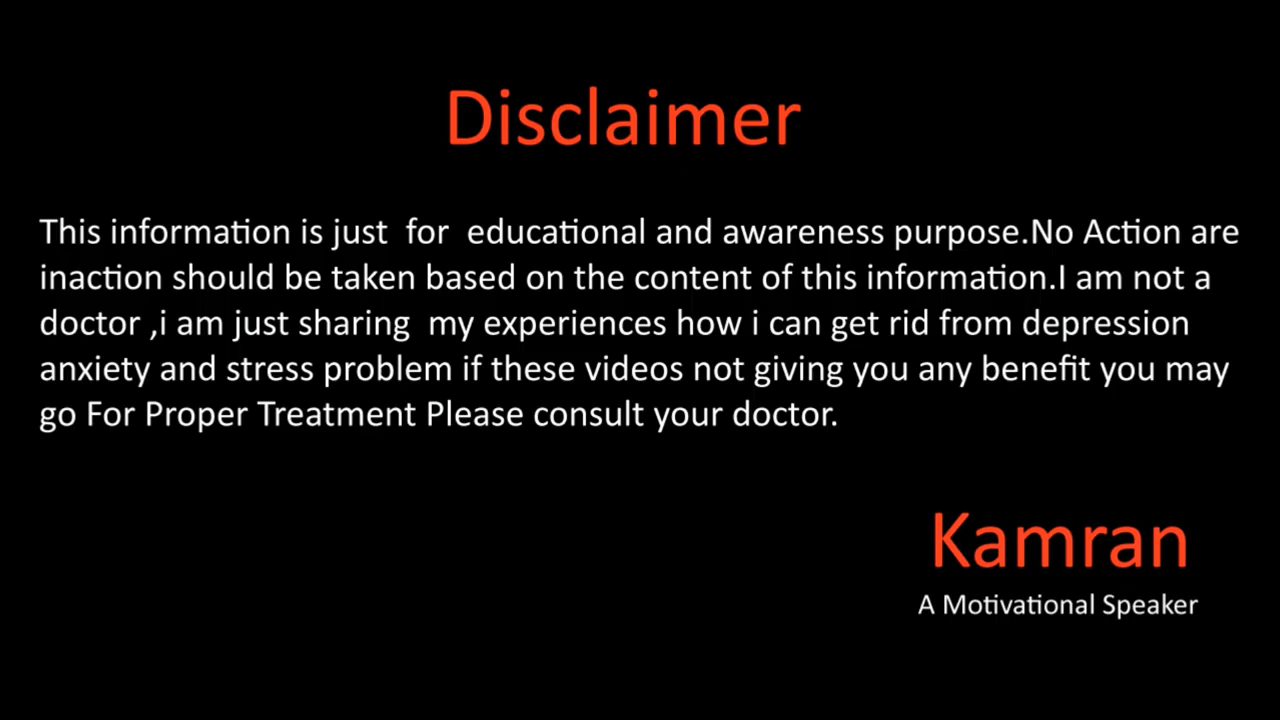 Disclaimer
This information is just for educational and awareness purpose.No Action are
inaction should be taken based on the content of this information.I am not a
doctor ,i am just sharing my experiences how i can get rid from depression
anxiety and stress problem if these videos not giving you any benefit you may
go For Proper Treatment Please consult your doctor.
Kamran
A Motivational Speaker